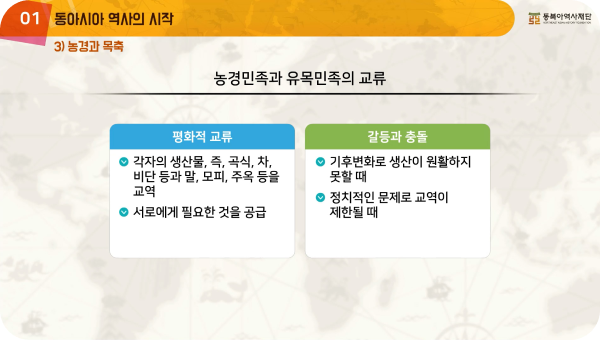 01 동아시아 역사의 시작
동북아역사재단
3) 농경과 목축
농경민족과 유목민족의 교류
평화적 교류
각자의 생산물, 즉, 곡식, 차,
비단 등과 말, 모피, 주옥 등을
교역
서로에게 필요한 것을 공급
갈등과 충돌
기후변화로 생산이 원활하지
못할 때
정치적인 문제로 교역이
제한될 때